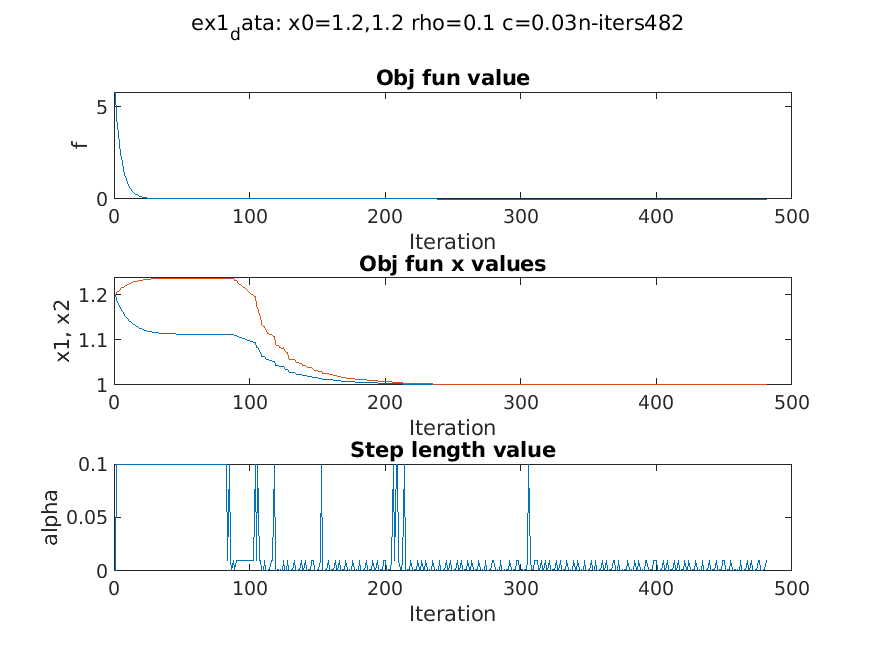 ex1data: x0=1.2,1.2 rho=0.1 c=0.03n-iters482
Obj fun value
5
f
0
0 100 200 300 400 500
Iteration
Obj fun x values
1.2
x1, x2
1.1
1
0 100 200 300 400 500
Iteration
Step length value
0.1
alpha
0.05
0
0 100 200 300 400 500
Iteration